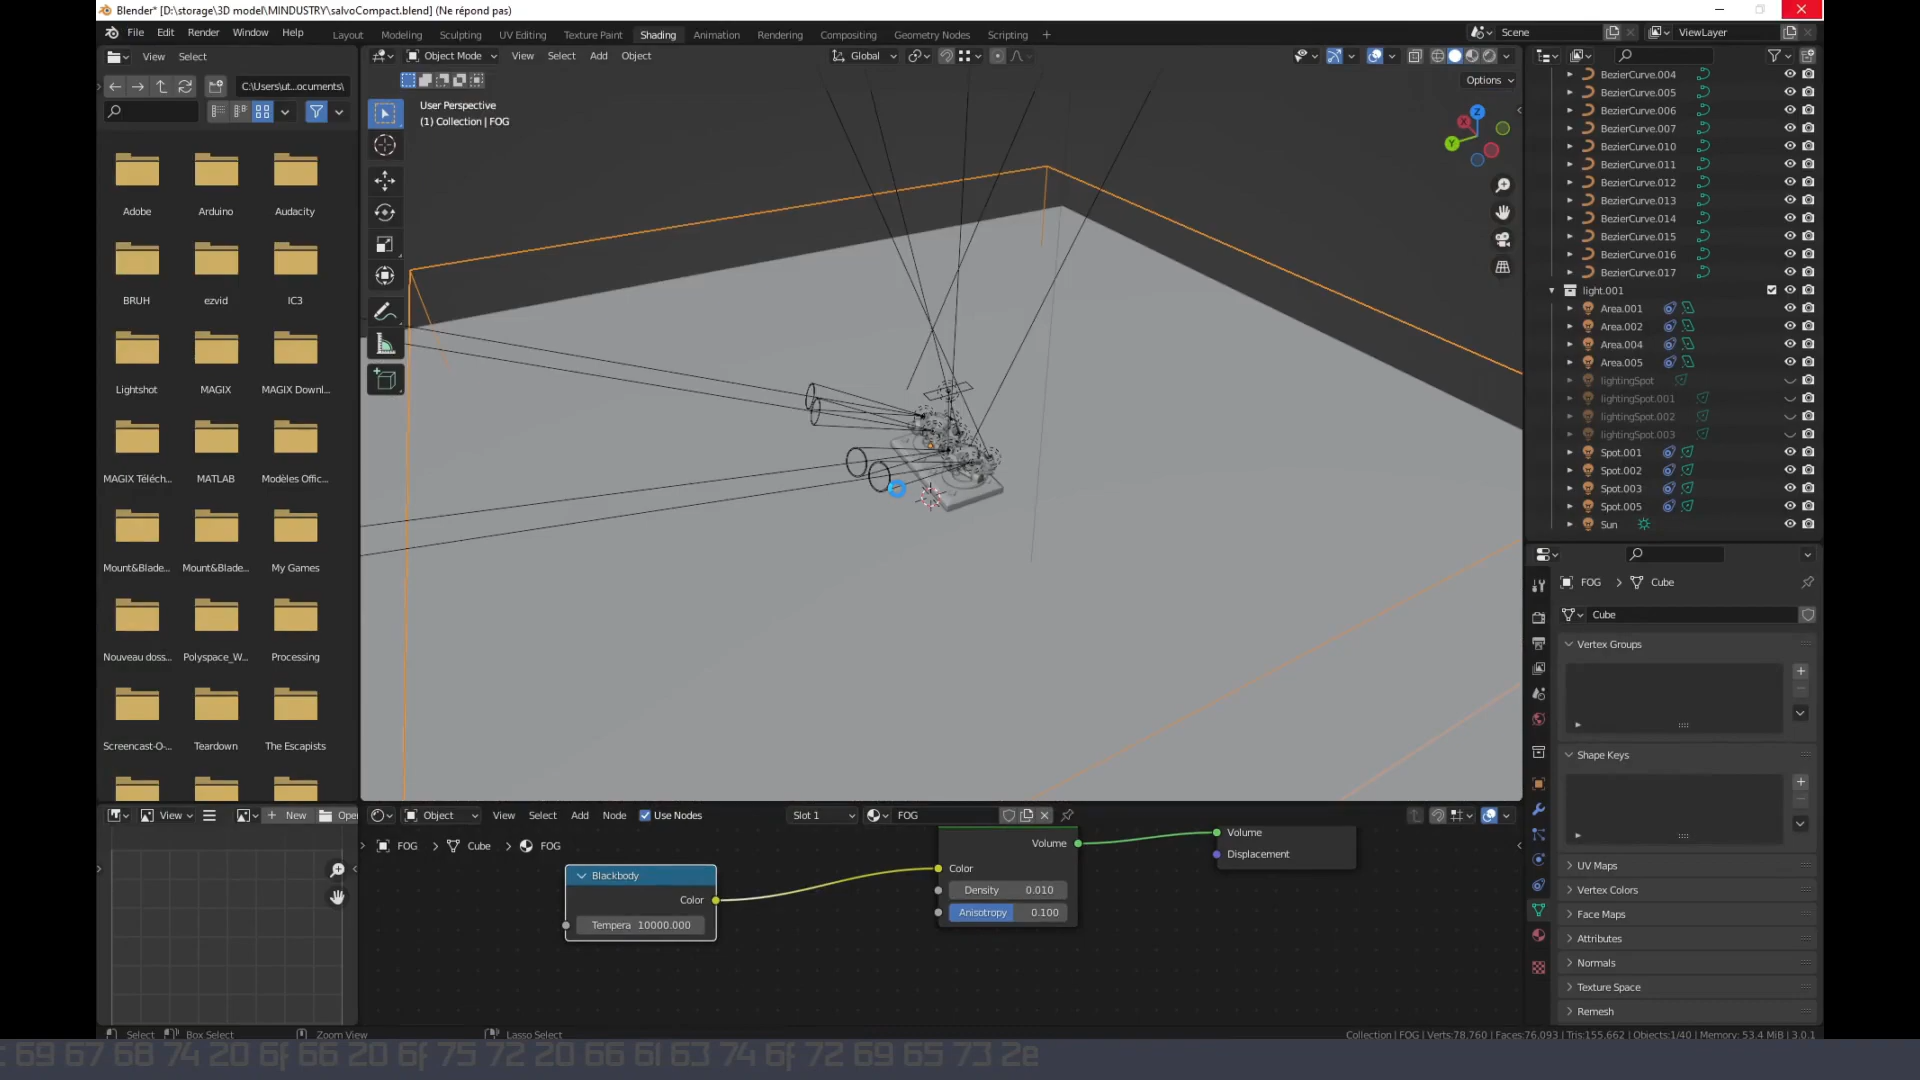 Blender* [D:\storage\3D model\MINDUSTRY\salvoCompact.blend] (Ne répond pas)
File Edit Render Window Help Layout Modeling Sculpting UV Editing Texture Paint Shading Animation Rendering Compositing Geometry Nodes Scripting + Scene ViewLayer
View Select Object Mode View Select Add Object Global
C:\Users\ut...ocuments\ Options
User Perspective
(1) Collection | FOG
Z
X
Y
Adobe Arduino Audacity
BRUH ezvid IC3
Lightshot MAGIX MAGIX Downl...
MAGIX Téléch... MATLAB Modèles Offic...
Mount&Blade... Mount&Blade... My Games
Nouveau doss... Polyspace_W... Processing
Screencast-O-... Teardown The Escapists
BezierCurve.004
BezierCurve.005
BezierCurve.006
BezierCurve.007
BezierCurve.010
BezierCurve.011
BezierCurve.012
BezierCurve.013
BezierCurve.014
BezierCurve.015
BezierCurve.016
BezierCurve.017
light.001
Area.001
Area.002
Area.004
Area.005
lightingSpot
lightingSpot.001
lightingSpot.002
lightingSpot.003
Spot.001
Spot.002
Spot.003
Spot.005
Sun
FOG > Cube
Cube
Vertex Groups
Shape Keys
UV Maps
Vertex Colors
Face Maps
Attributes
Normals
Texture Space
Remesh
View New Ope
Object View Select Add Node Use Nodes Slot 1 FOG
FOG > Cube > FOG
Blackbody
Color
Tempera 10000.000
Volume
Color
Density 0.010
Anisotropy 0.100
Volume
Displacement
Select Box Select Zoom View Lasso Select Collection | FOG | Verts:78,760 | Faces:76,093 | Tris:155,662 | Objects:1/40 | Memory: 53.4 MiB | 3.0.1
69 67 68 74 20 6f 66 20 6f 75 72 20 66 61 63 74 6f 72 69 65 73 2e